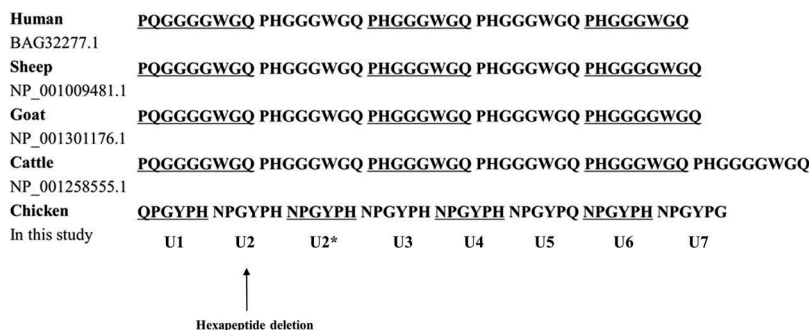 Human PQGGGGWGQ PHGGGWGQ PHGGGWGQ PHGGGWGQ PHGGGWGQ
BAG32277.1
Sheep PQGGGGWGQ PHGGGWGQ PHGGGWGQ PHGGGWGQ PHGGGGWGQ
NP_001009481.1
Goat PQGGGGWGQ PHGGGWGQ PHGGGWGQ PHGGGWGQ PHGGGGWGQ
NP_001301176.1
Cattle PQGGGGWGQ PHGGGWGQ PHGGGWGQ PHGGGWGQ PHGGGWGQ PHGGGGWGQ
NP_001258555.1
Chicken QPGYPH NPGYPH NPGYPH NPGYPH NPGYPH NPGYPQ NPGYPH NPGYPG
In this study U1 U2 U2* U3 U4 U5 U6 U7
Hexapeptide deletion